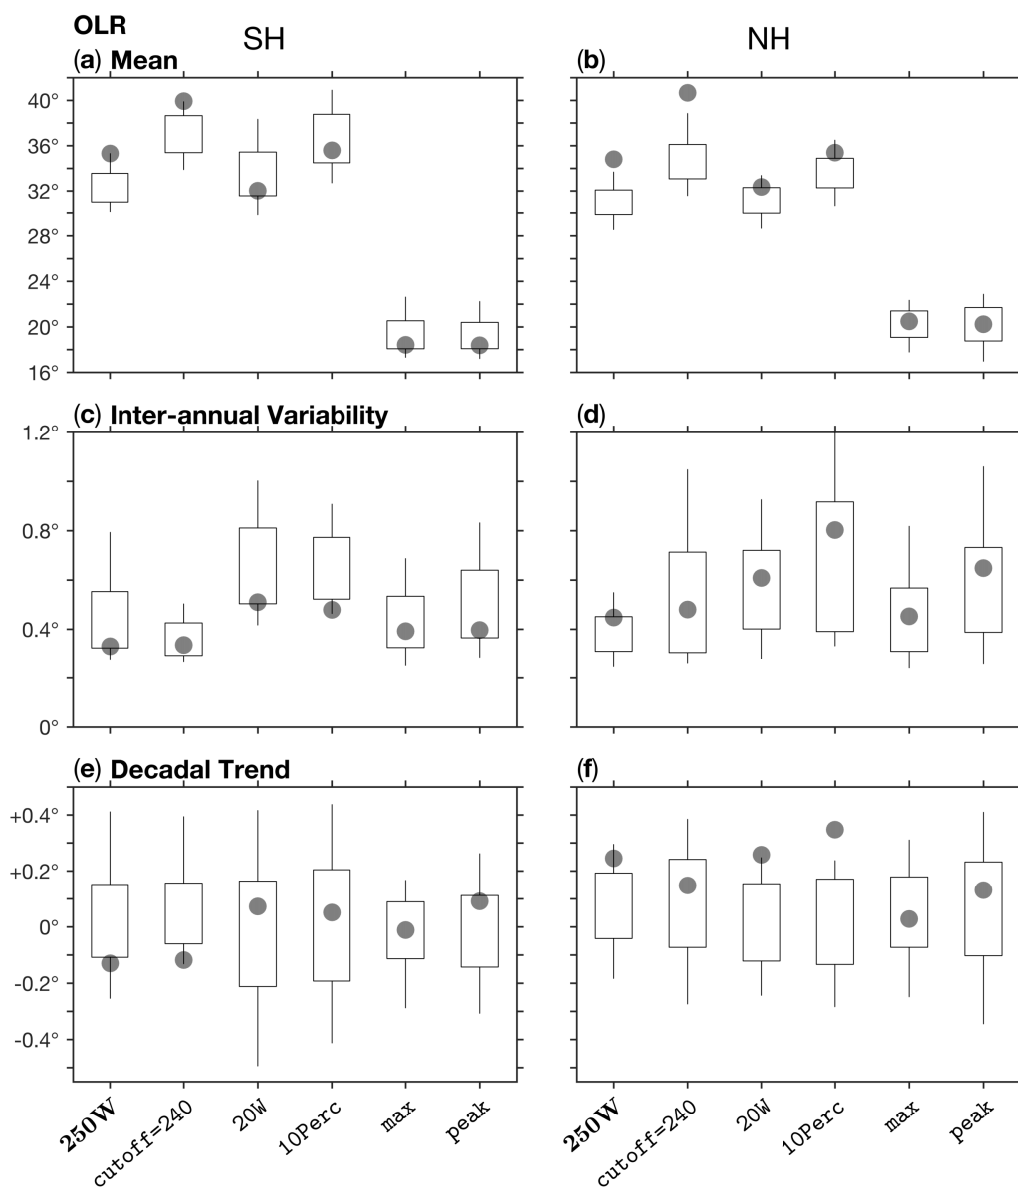 OLR
SH
NH
(a) Mean
(b)
40°
36°
32°
28°
24°
20°
16°
(c) Inter-annual Variability
(d)
1.2°
0.8°
0.4°
0°
(e) Decadal Trend
(f)
+0.4°
+0.2°
0°
-0.2°
-0.4°
250W
cutoff=240
20W
10Perc
max
peak
250W
cutoff=240
20W
10Perc
max
peak